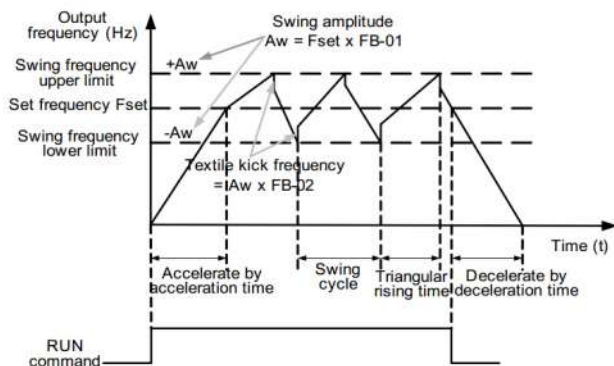 Output
frequency (Hz)
Swing amplitude
Aw = Fset x FB-01
Swing frequency
upper limit
+Aw
Set frequency Fset
Swing frequency
lower limit
-Aw
Textile kick frequency
= Aw x FB-02
Time (t)
Accelerate by
acceleration time
Swing
cycle
Triangular
rising time
Decelerate by
deceleration time
RUN
command